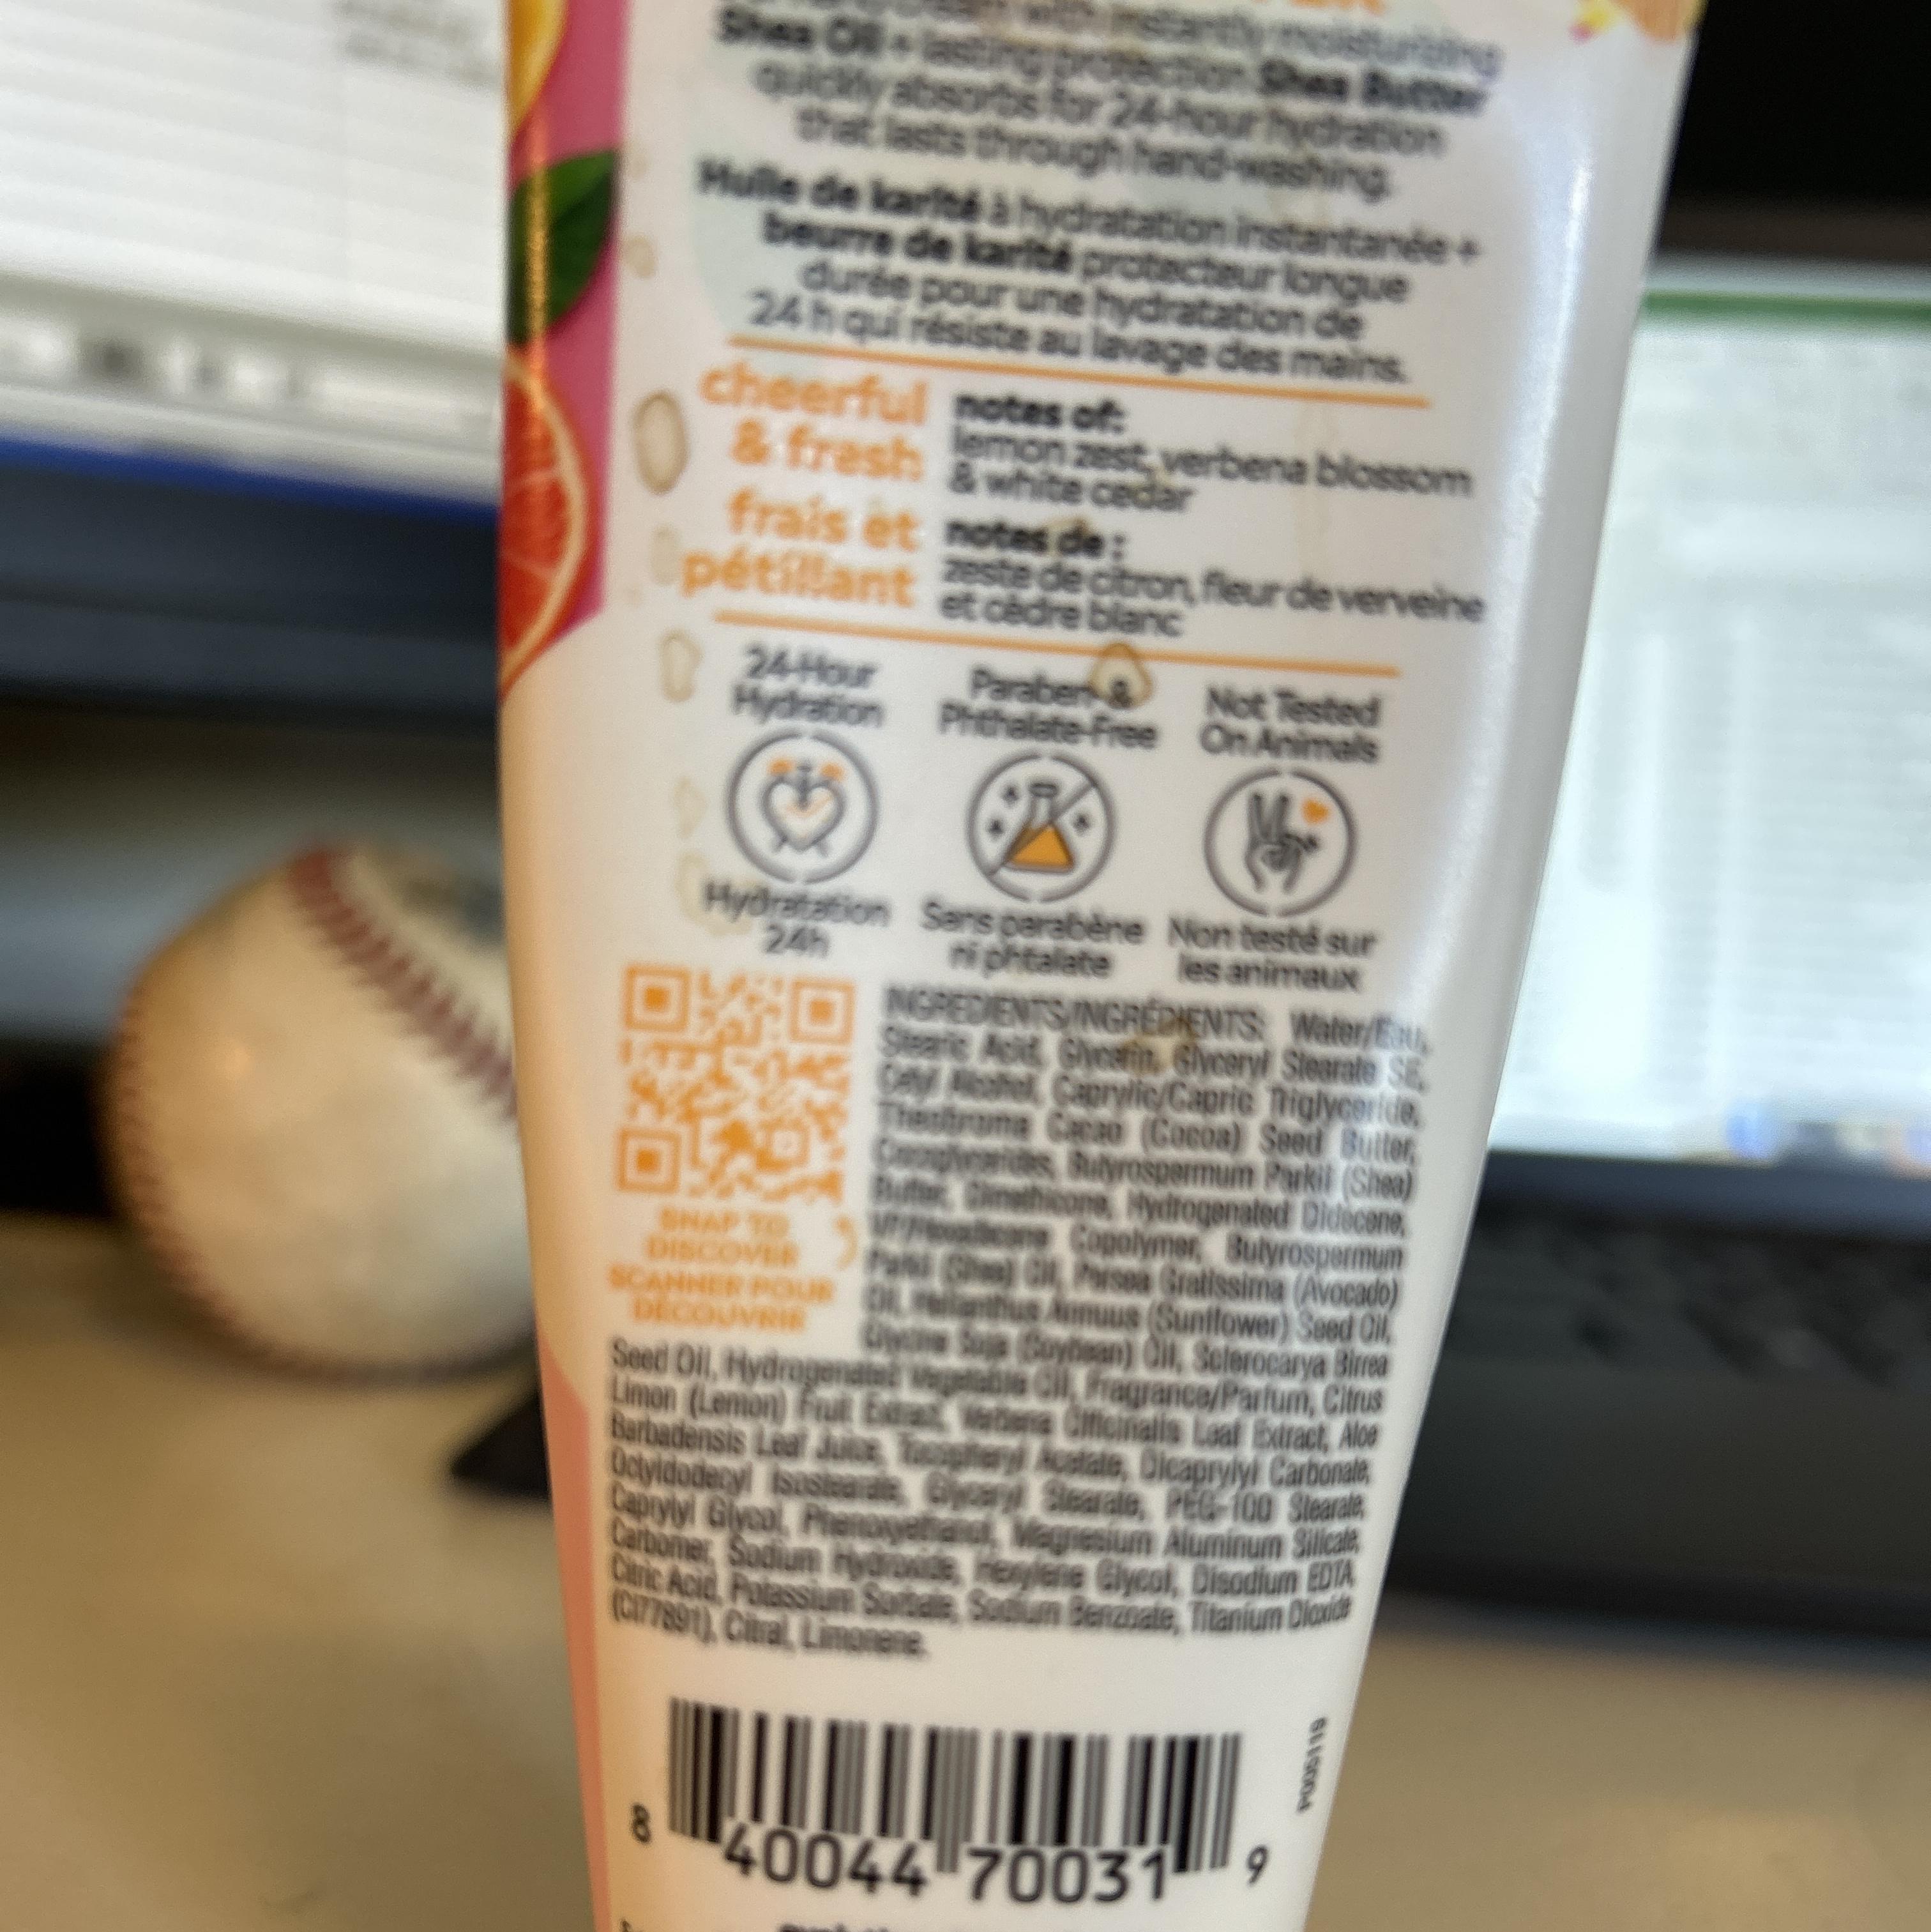 with instantly moisturizing
Shea Oil + lasting protection Shea Butter
quickly absorbs for 24-hour hydration
that lasts through hand-washing.
Huile de karité à hydratation instantanée +
beurre de karité protecteur longue
durée pour une hydratation de
24 h qui résiste au lavage des mains.
cheerful
& fresh
notes of:
lemon zest, verbena blossom
& white cedar
frais et
pétillant
notes de :
zeste de citron, fleur de verveine
et cèdre blanc
24-Hour
Hydration
Paraben- &
Phthalate-Free
Not Tested
On Animals
Hydratation
24h
Sans parabène
ni phtalate
Non testé sur
les animaux
SNAP TO
DISCOVER
SCANNER POUR
DÉCOUVRIR
INGREDIENTS/INGRÉDIENTS: Water/Eau,
Stearic Acid, Glycerin, Glyceryl Stearate SE,
Cetyl Alcohol, Caprylic/Capric Triglyceride,
Theobroma Cacao (Cocoa) Seed Butter,
Cocoglycerides, Butyrospermum Parkii (Shea)
Butter, Dimethicone, Hydrogenated Didecene,
VP/Hexadecene Copolymer, Butyrospermum
Parkii (Shea) Oil, Persea Gratissima (Avocado)
Oil, Helianthus Annuus (Sunflower) Seed Oil,
Glycine Soja (Soybean) Oil, Sclerocarya Birrea
Seed Oil, Hydrogenated Vegetable Oil, Fragrance/Parfum, Citrus
Limon (Lemon) Fruit Extract, Verbena Officinalis Leaf Extract, Aloe
Barbadensis Leaf Juice, Tocopheryl Acetate, Dicaprylyl Carbonate,
Octyldodecyl Isostearate, Glyceryl Stearate, PEG-100 Stearate,
Caprylyl Glycol, Phenoxyethanol, Magnesium Aluminum Silicate,
Carbomer, Sodium Hydroxide, Hexylene Glycol, Disodium EDTA,
Citric Acid, Potassium Sorbate, Sodium Benzoate, Titanium Dioxide
(CI77891), Citral, Limonene.
8 40044 70031 9
P005119